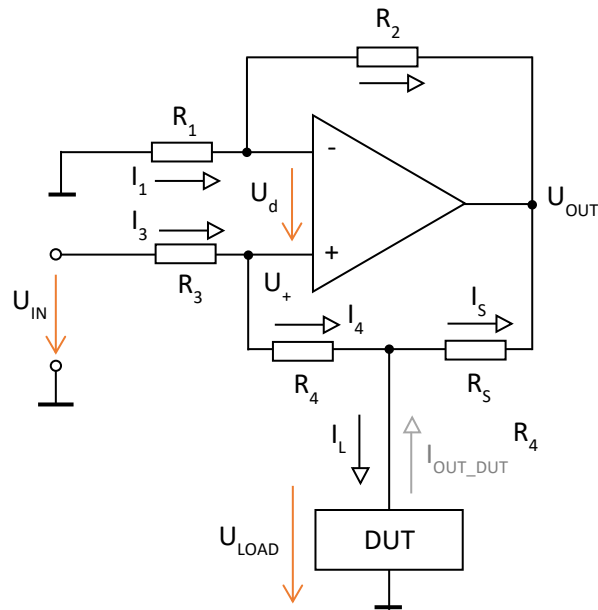 R2
R1
-
I1
Ud
I3
UOUT
+
R3
U+
UIN
I4
IS
R4
RS
R4
IL
IOUT_DUT
ULOAD
DUT